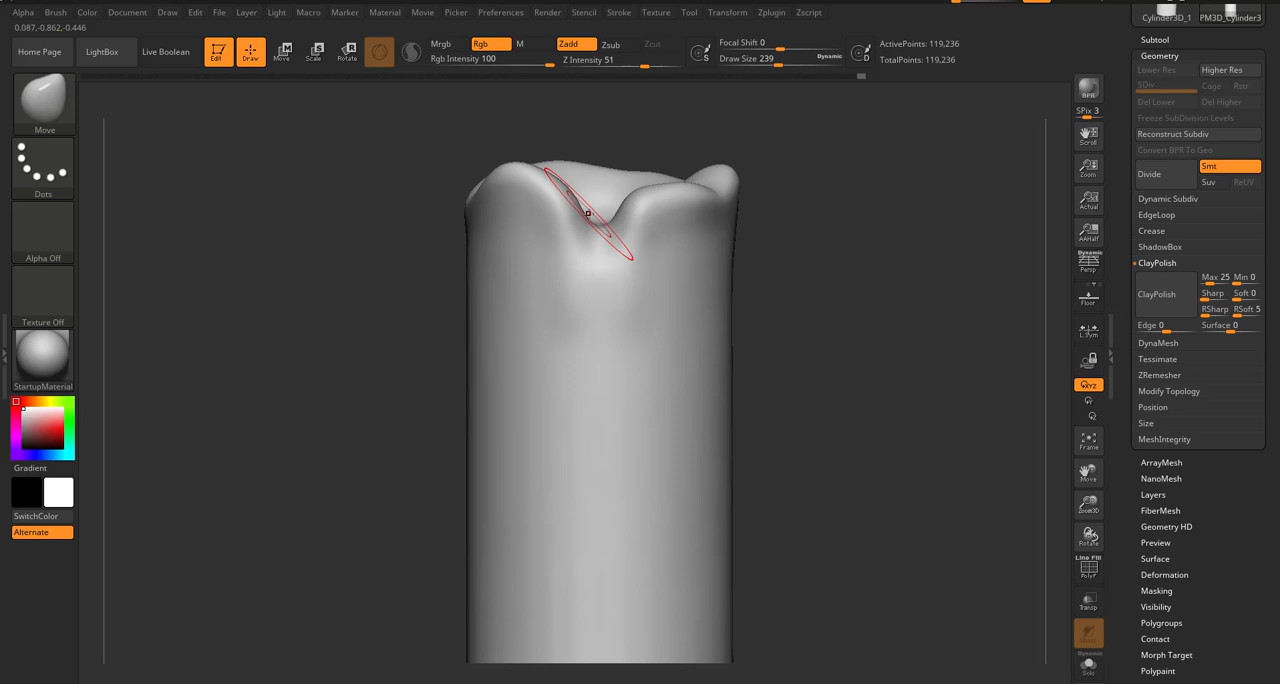 Alpha Brush Color Document Draw Edit File Layer Light Macro Marker Material Movie Picker Preferences Render Stencil Stroke Texture Tool Transform Zplugin Zscript
0.087,-0.862,-0.446
Home Page LightBox Live Boolean Edit Draw Move Scale Rotate
Mrgb Rgb M Zadd Zsub Zcut Focal Shift 0 ActivePoints: 119,236
Rgb Intensity 100 Z Intensity 51 Draw Size 239 Dynamic TotalPoints: 119,236
Move
Dots
Alpha Off
Texture Off
StartupMaterial
Gradient
SwitchColor
Alternate
BPR
SPix 3
Scroll
Zoom
Actual
AAHalf
Dynamic
Persp
Floor
L.Sym
XYZ
Frame
Move
Zoom3D
Rotate
Line Fill
PolyF
Transp
Dynamic
Solo
Cylinder3D_1 PM3D_Cylinder3
Subtool
Geometry
Lower Res Higher Res
SDiv Cage Rstr
Del Lower Del Higher
Freeze SubDivision Levels
Reconstruct Subdiv
Convert BPR To Geo
Divide Smt
Suv ReUV
Dynamic Subdiv
EdgeLoop
Crease
ShadowBox
ClayPolish
ClayPolish Max 25 Min 0
Sharp Soft 0
RSharp RSoft 5
Edge 0 Surface 0
DynaMesh
Tessimate
ZRemesher
Modify Topology
Position
Size
MeshIntegrity
ArrayMesh
NanoMesh
Layers
FiberMesh
Geometry HD
Preview
Surface
Deformation
Masking
Visibility
Polygroups
Contact
Morph Target
Polypaint